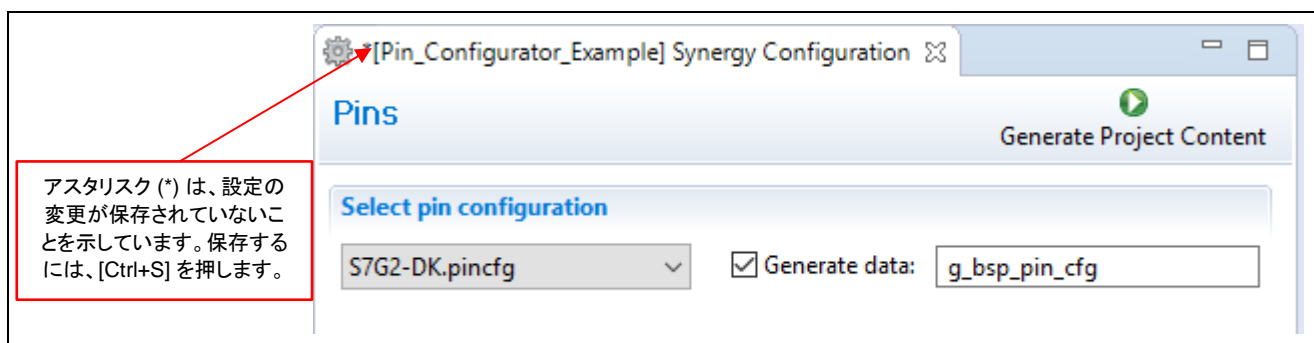 *[Pin_Configurator_Example] Synergy Configuration
Pins
Generate Project Content
アスタリスク (*) は、設定の
変更が保存されていないこ
とを示しています。保存する
には、[Ctrl+S] を押します。
Select pin configuration
S7G2-DK.pincfg
Generate data:
g_bsp_pin_cfg